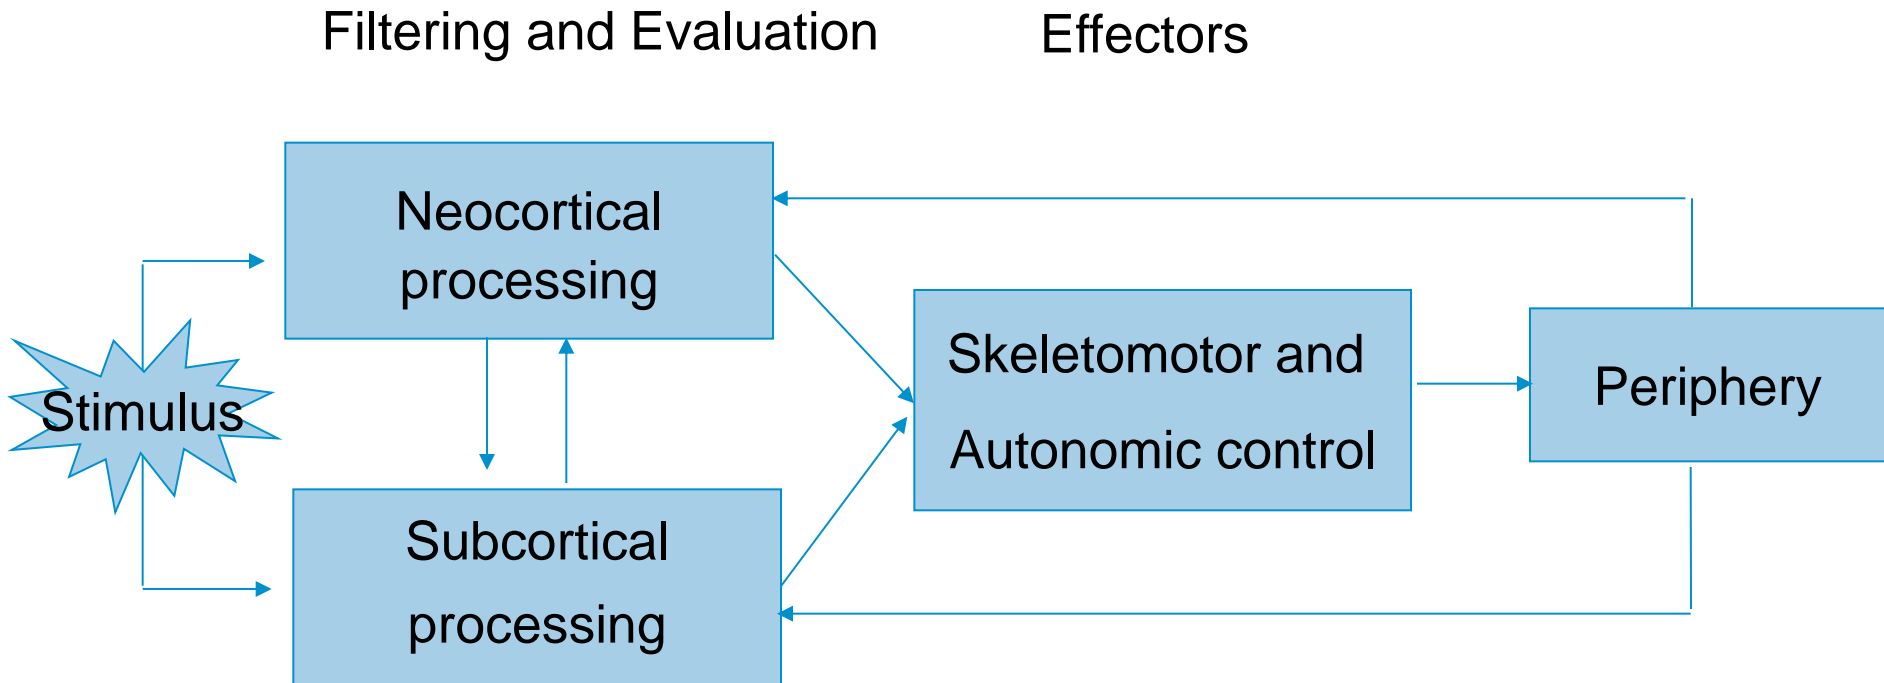 Filtering and Evaluation
Effectors
Neocortical
processing
Stimulus
Skeletomotor and
Autonomic control
Periphery
Subcortical
processing